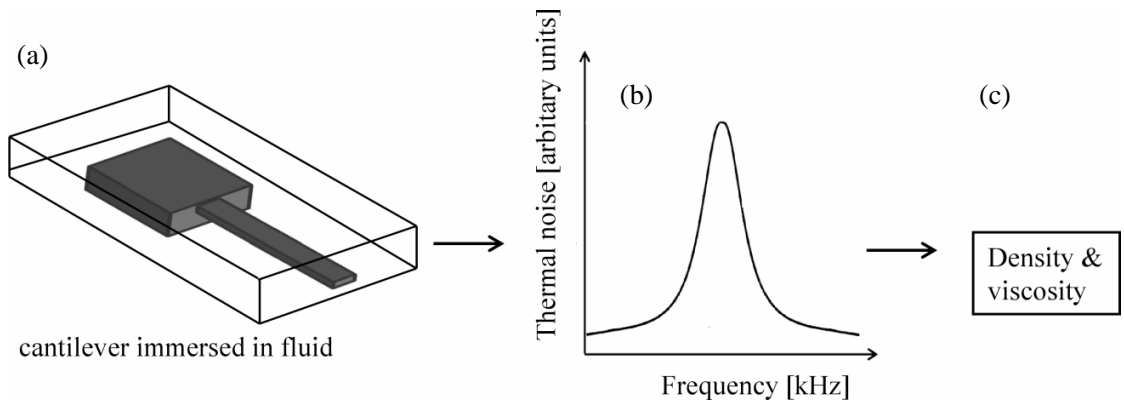 (a)
cantilever immersed in fluid
(b)
Thermal noise [arbitary units]
Frequency [kHz]
(c)
Density &
viscosity